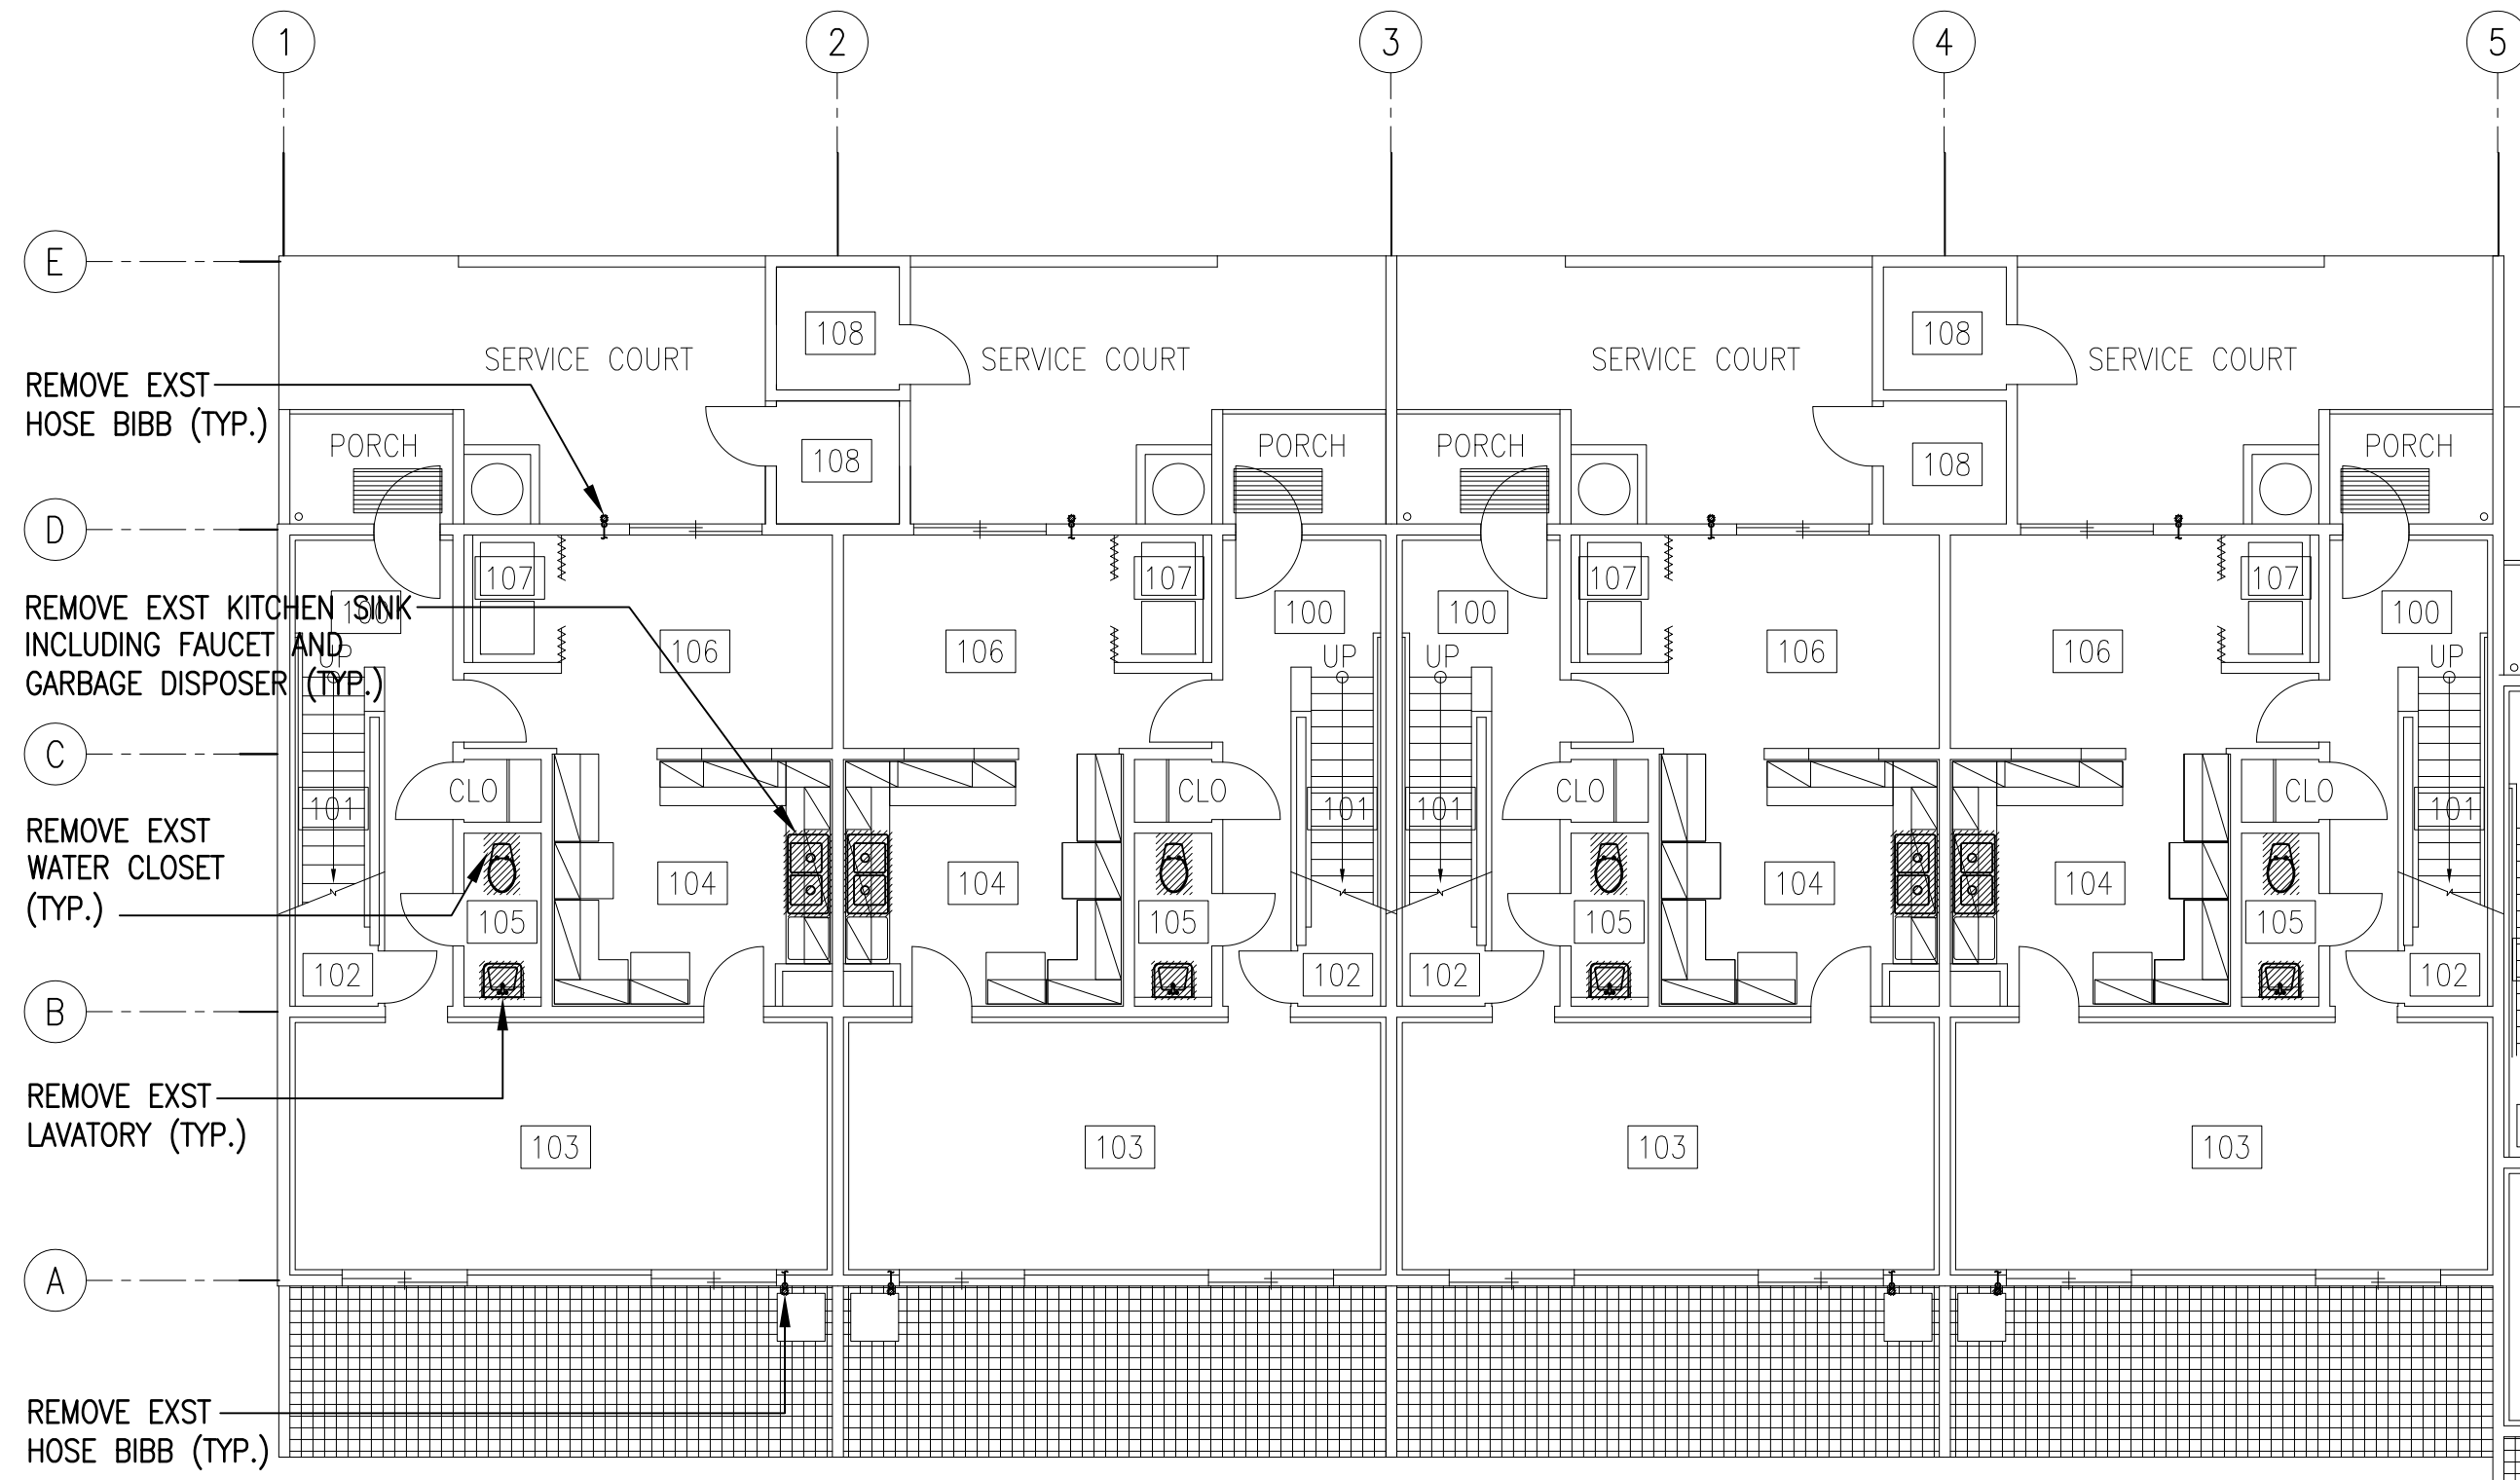 1
2
3
4
5
E
SERVICE COURT
108
SERVICE COURT
SERVICE COURT
108
SERVICE COURT
REMOVE EXST
HOSE BIBB (TYP.)
PORCH
108
PORCH
PORCH
108
PORCH
D
107
107
107
107
REMOVE EXST KITCHEN SINK
INCLUDING FAUCET AND
GARBAGE DISPOSER (TYP.)
100
100
100
100
UP
106
106
UP
UP
106
106
UP
C
101
CLO
CLO
101
101
CLO
CLO
101
REMOVE EXST
WATER CLOSET
(TYP.)
104
104
104
104
105
105
105
105
102
102
102
102
B
REMOVE EXST
LAVATORY (TYP.)
103
103
103
103
A
REMOVE EXST
HOSE BIBB (TYP.)